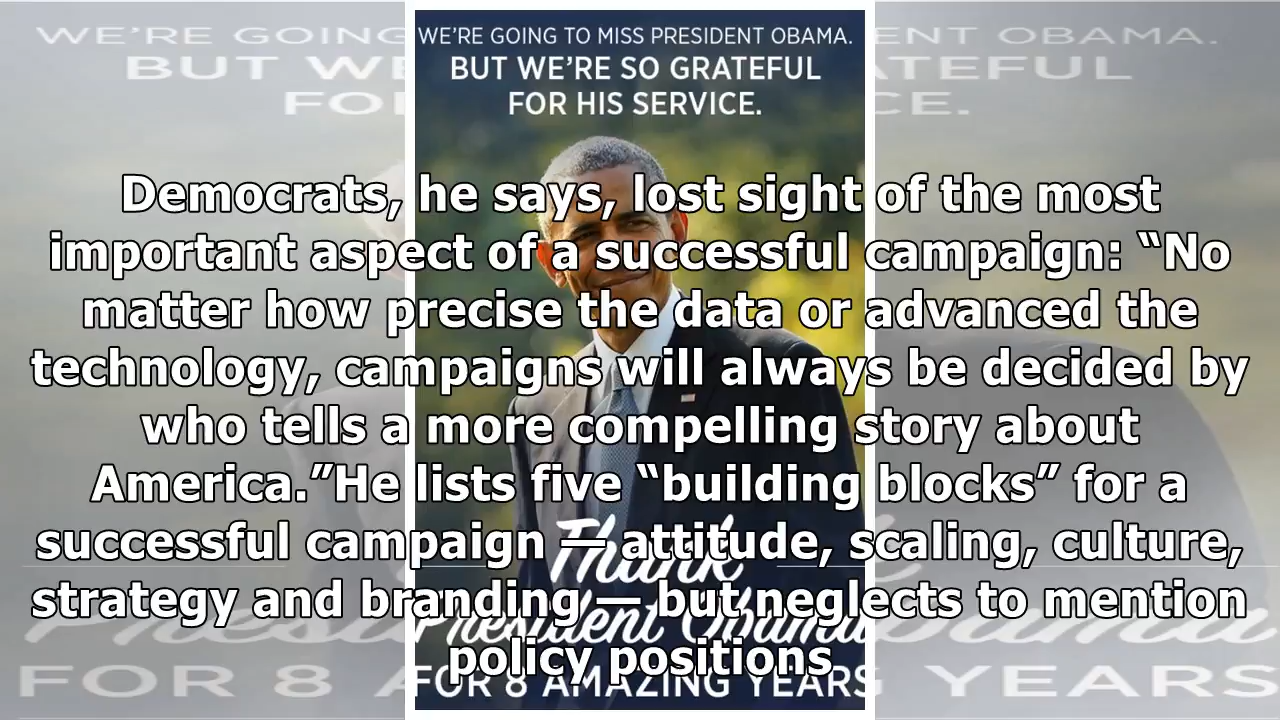 WE'RE GOING TO MISS PRESIDENT OBAMA.
BUT WE'RE SO GRATEFUL
FOR HIS SERVICE.
Democrats, he says, lost sight of the most
important aspect of a successful campaign: “No
matter how precise the data or advanced the
technology, campaigns will always be decided by
who tells a more compelling story about
America.”He lists five “building blocks” for a
successful campaign — attitude, scaling, culture,
strategy and branding — but neglects to mention
policy positions
Thank
President Obama
FOR 8 AMAZING YEARS